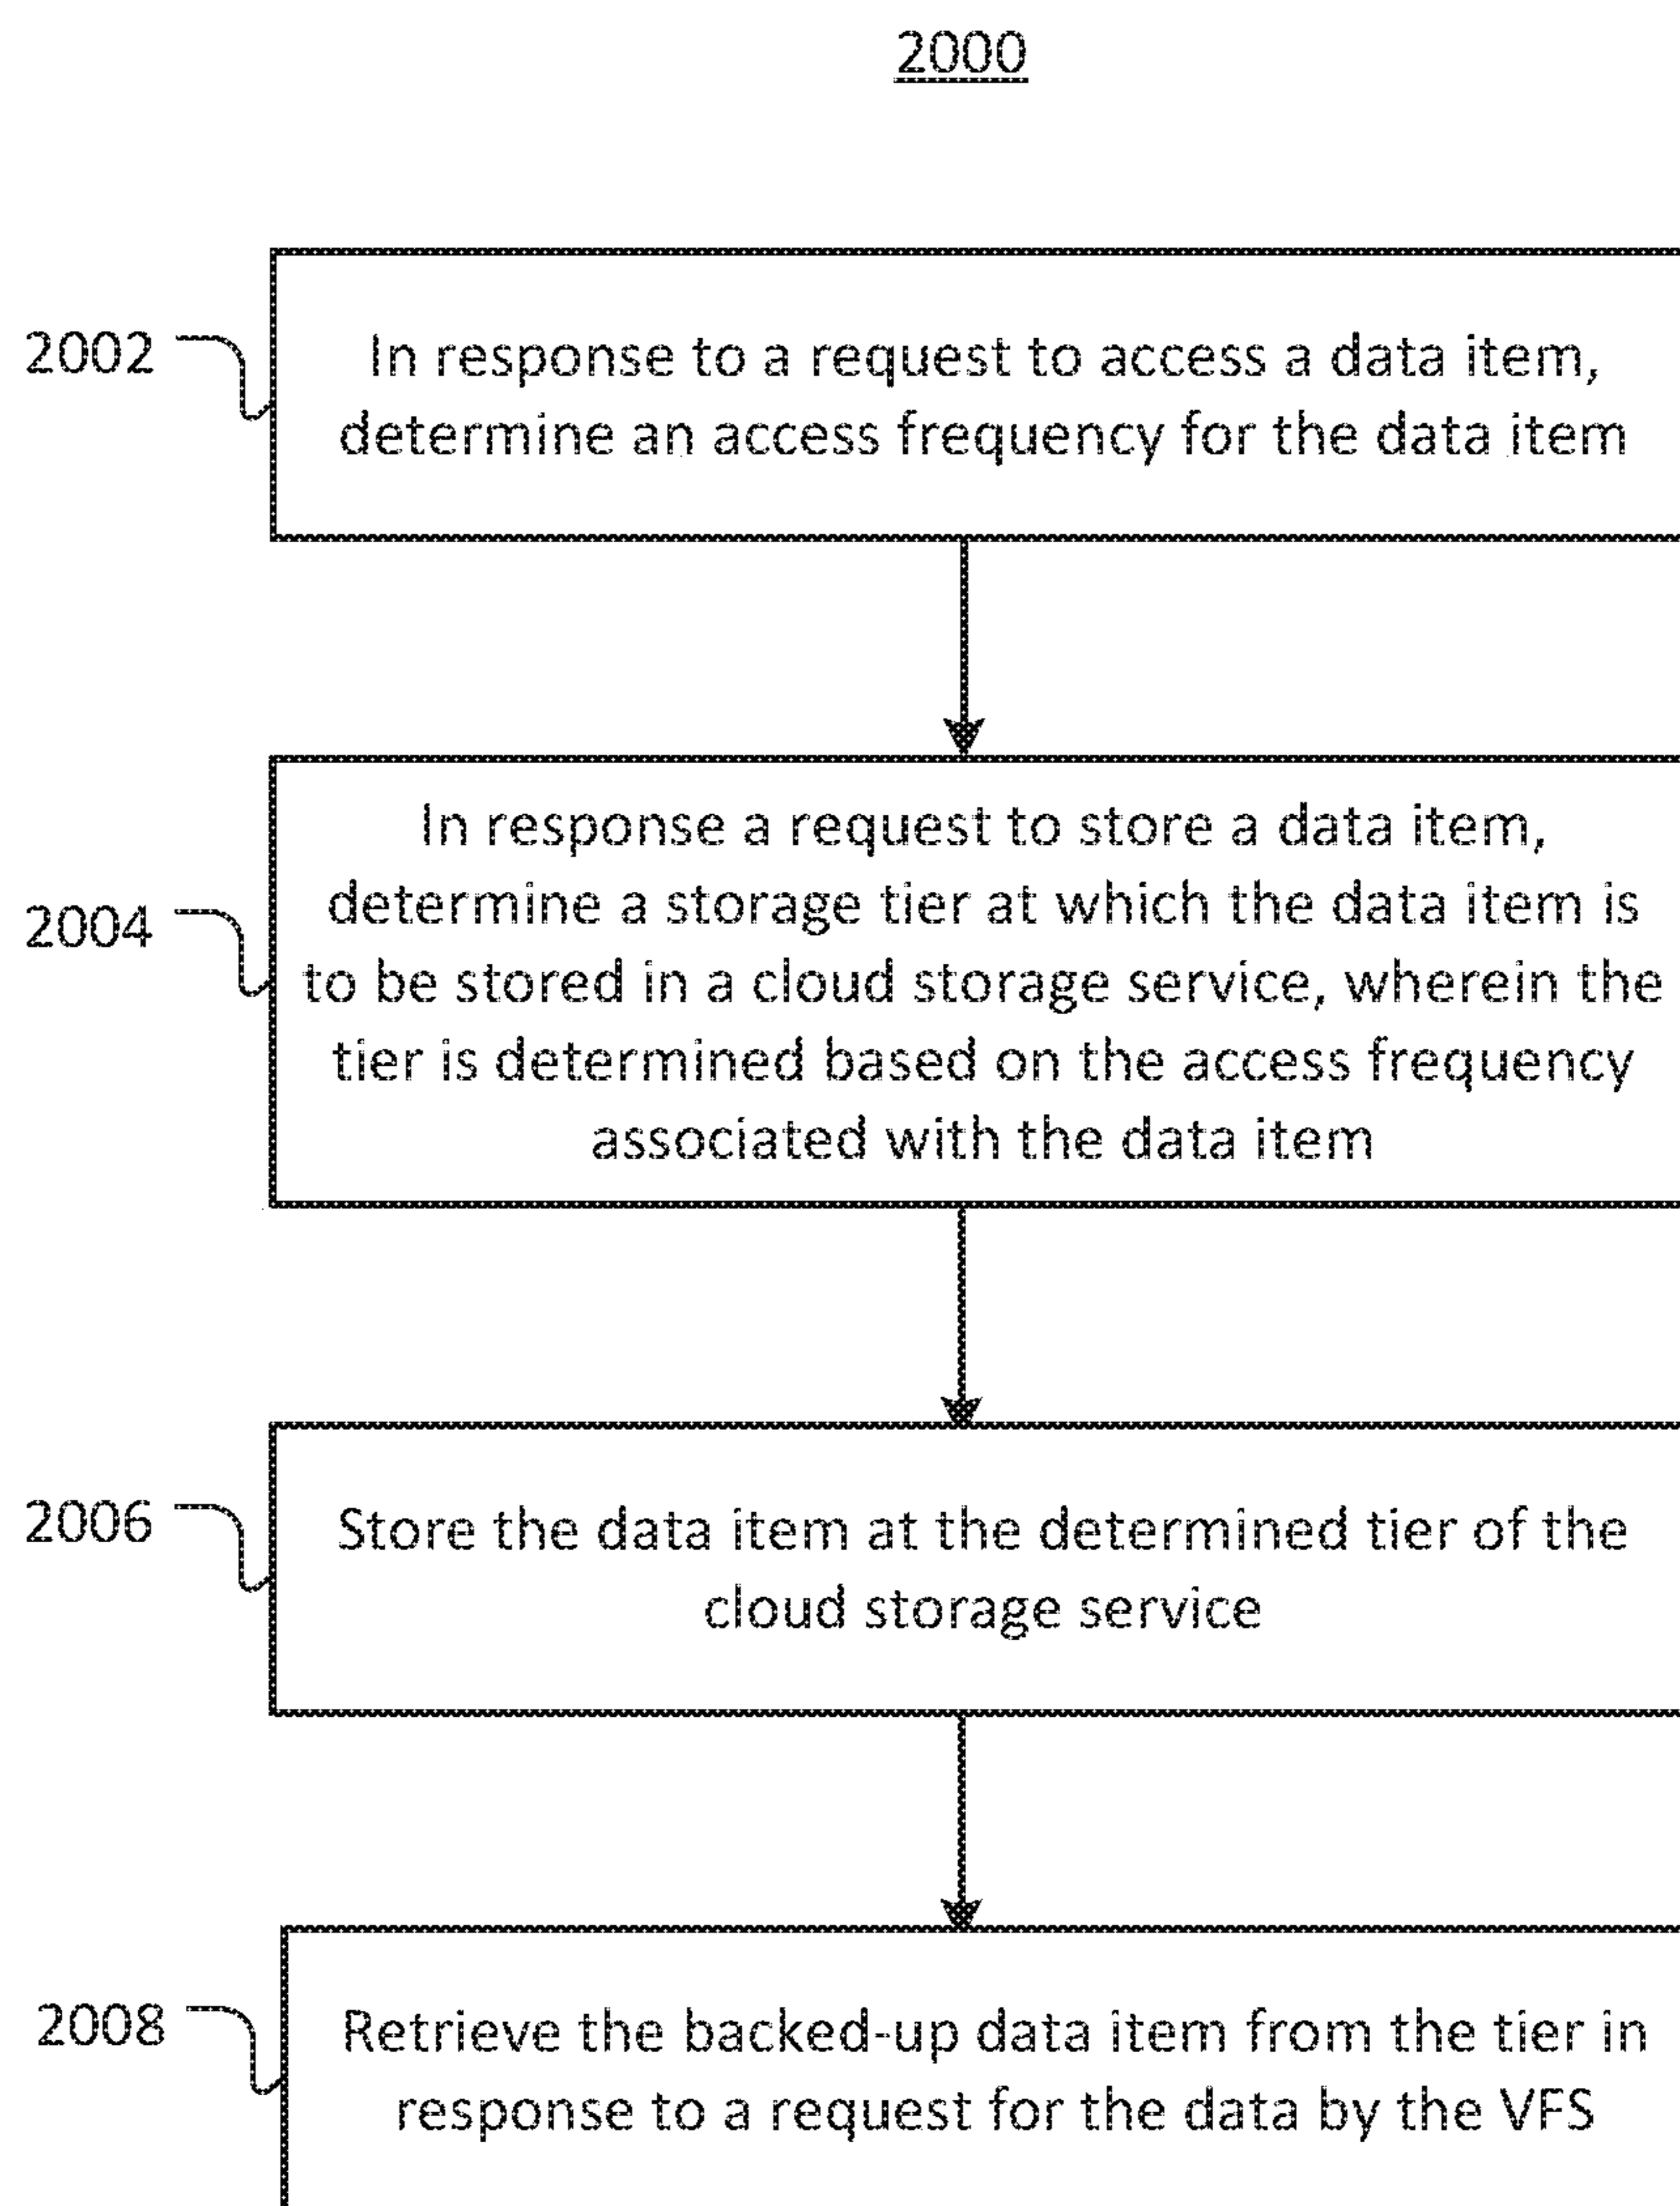 2000
2002
In response to a request to access a data item,
determine an access frequency for the data item
2004
In response a request to store a data item,
determine a storage tier at which the data item is
to be stored in a cloud storage service, wherein the
tier is determined based on the access frequency
associated with the data item
2006
Store the data item at the determined tier of the
cloud storage service
2008
Retrieve the backed-up data item from the tier in
response to a request for the data by the VFS